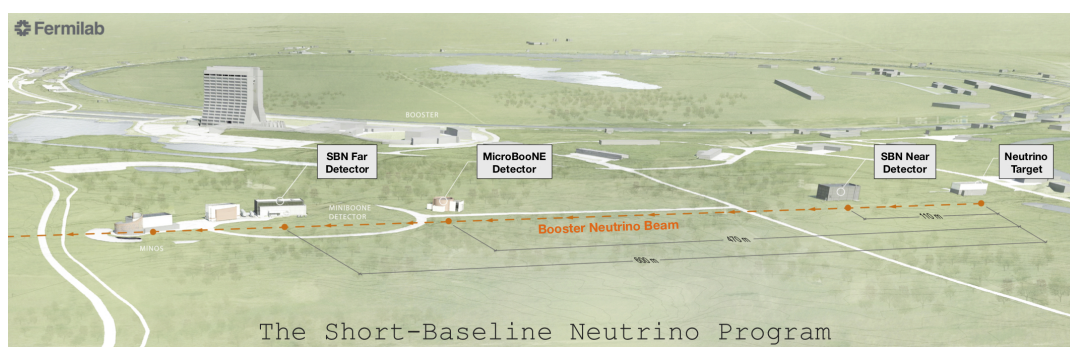 Fermilab
BOOSTER
SBN Far
Detector
MicroBooNE
Detector
SBN Near
Detector
Neutrino
Target
MINIBOONE
DETECTOR
110 m
Booster Neutrino Beam
470 m
MINOS
600 m
The Short-Baseline Neutrino Program